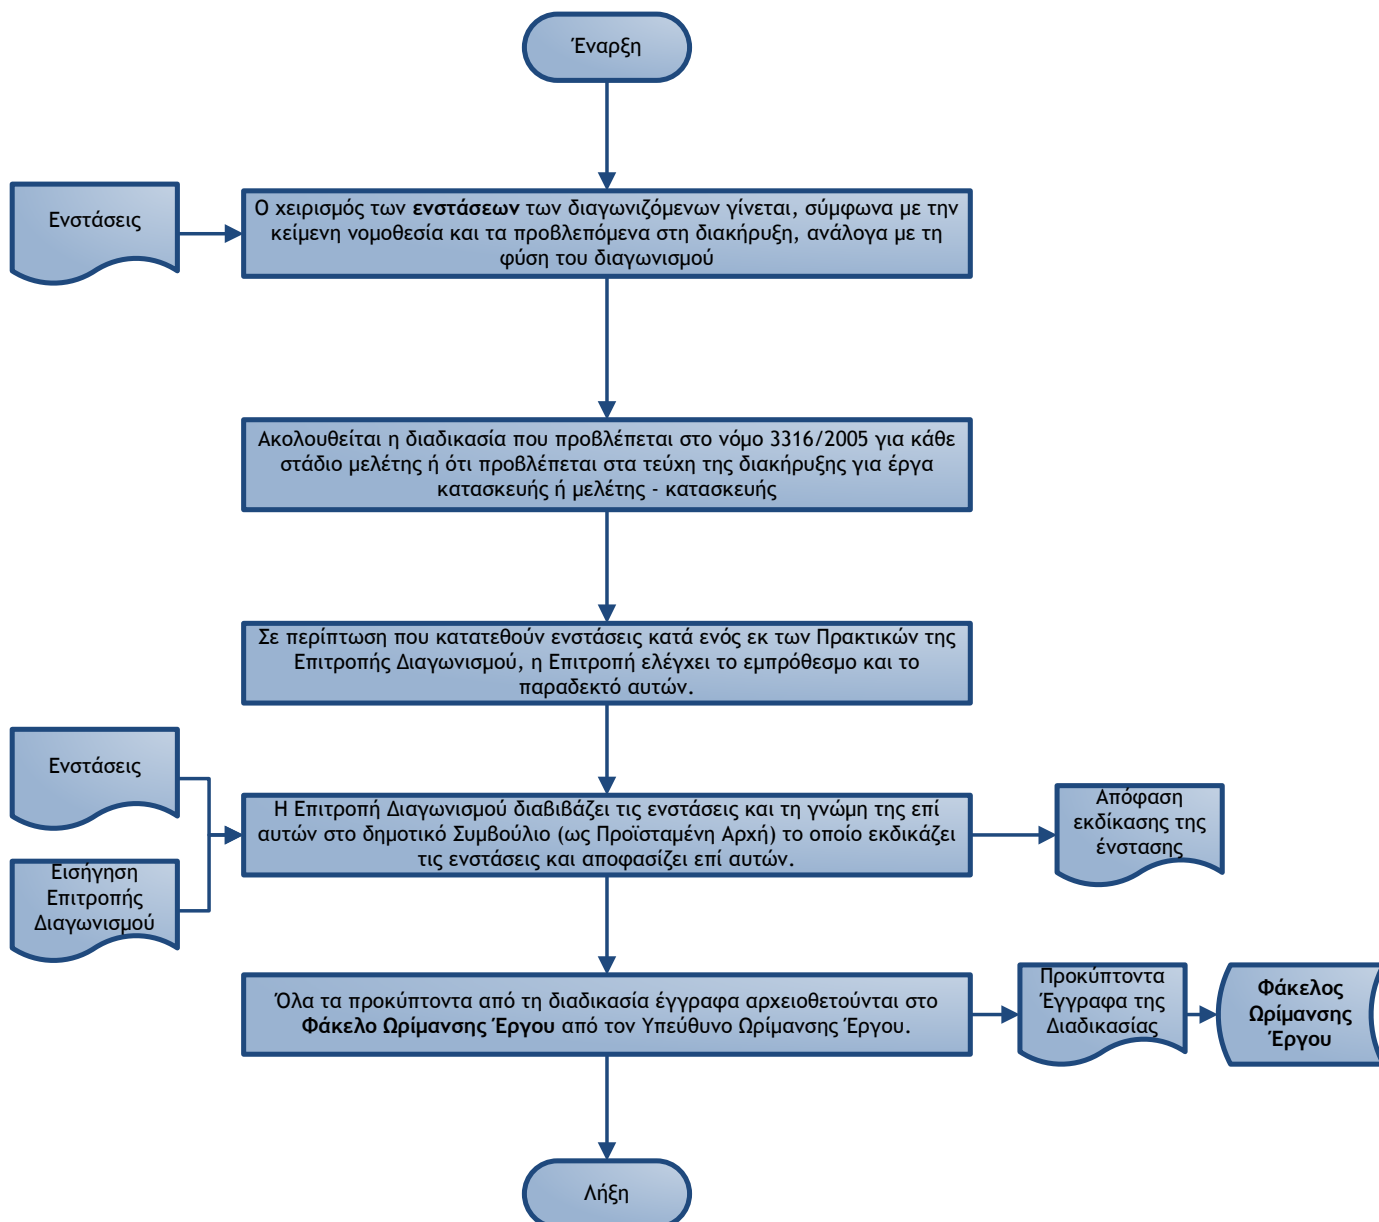 Έναρξη
Ενστάσεις
Ο χειρισμός των ενστάσεων των διαγωνιζόμενων γίνεται, σύμφωνα με την
κείμενη νομοθεσία και τα προβλεπόμενα στη διακήρυξη, ανάλογα με τη
φύση του διαγωνισμού
Ακολουθείται η διαδικασία που προβλέπεται στο νόμο 3316/2005 για κάθε
στάδιο μελέτης ή ότι προβλέπεται στα τεύχη της διακήρυξης για έργα
κατασκευής ή μελέτης - κατασκευής
Σε περίπτωση που κατατεθούν ενστάσεις κατά ενός εκ των Πρακτικών της
Επιτροπής Διαγωνισμού, η Επιτροπή ελέγχει το εμπρόθεσμο και το
παραδεκτό αυτών.
Ενστάσεις
Εισήγηση
Επιτροπής
Διαγωνισμού
Η Επιτροπή Διαγωνισμού διαβιβάζει τις ενστάσεις και τη γνώμη της επί
αυτών στο δημοτικό Συμβούλιο (ως Προϊσταμένη Αρχή) το οποίο εκδικάζει
τις ενστάσεις και αποφασίζει επί αυτών.
Απόφαση
εκδίκασης της
ένστασης
Όλα τα προκύπτοντα από τη διαδικασία έγγραφα αρχειοθετούνται στο
Φάκελο Ωρίμανσης Έργου από τον Υπεύθυνο Ωρίμανσης Έργου.
Προκύπτοντα
Έγγραφα της
Διαδικασίας
Φάκελος
Ωρίμανσης
Έργου
Λήξη